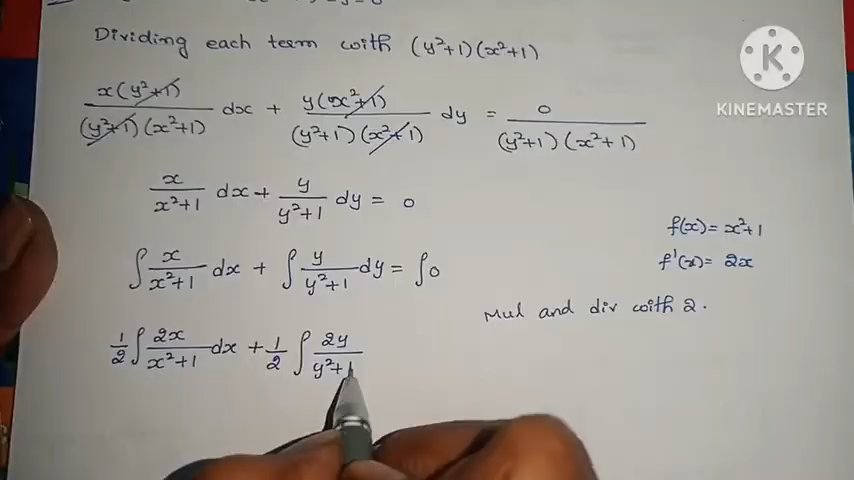 Dividing each term with (y²+1)(x²+1)
x(y²+1)/(y²+1)(x²+1) dx + y(x²+1)/(y²+1)(x²+1) dy = 0/(y²+1)(x²+1)
KINEMASTER
x/x²+1 dx + y/y²+1 dy = 0
f(x) = x²+1
f'(x) = 2x
∫ x/x²+1 dx + ∫ y/y²+1 dy = ∫0
Mul and div with 2.
1/2 ∫ 2x/x²+1 dx + 1/2 ∫ 2y/y²+1